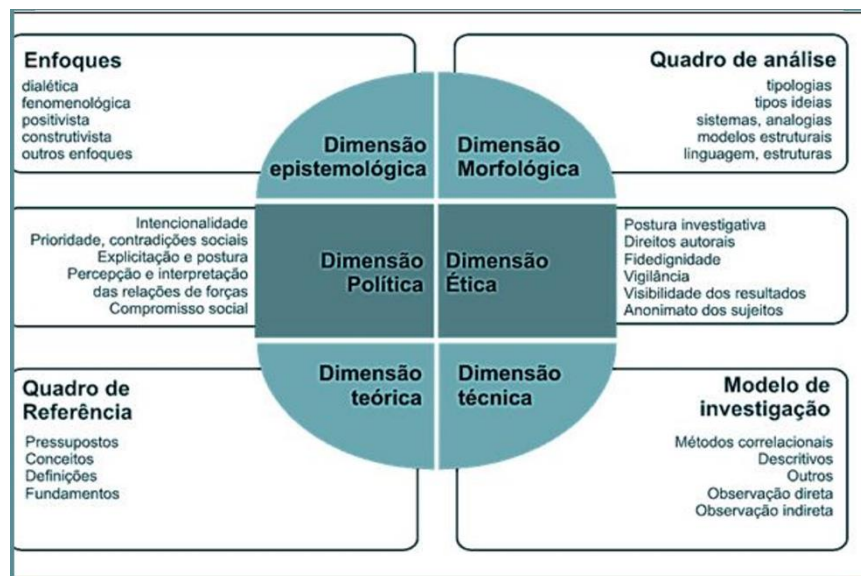 Enfoques
dialética
fenomenológica
positivista
construtivista
outros enfoques
Dimensão
epistemológica
Dimensão
Morfológica
Quadro de análise
tipologias
tipos ideias
sistemas, analogias
modelos estruturais
linguagem, estruturas
Intencionalidade
Prioridade, contradições sociais
Explicitação e postura
Percepção e interpretação
das relações de forças
Compromisso social
Dimensão
Política
Dimensão
Ética
Postura investigativa
Direitos autorais
Fidedignidade
Vigilância
Visibilidade dos resultados
Anonimato dos sujeitos
Quadro de
Referência
Pressupostos
Conceitos
Definições
Fundamentos
Dimensão
teórica
Dimensão
técnica
Modelo de
investigação
Métodos correlacionais
Descritivos
Outros
Observação direta
Observação indireta